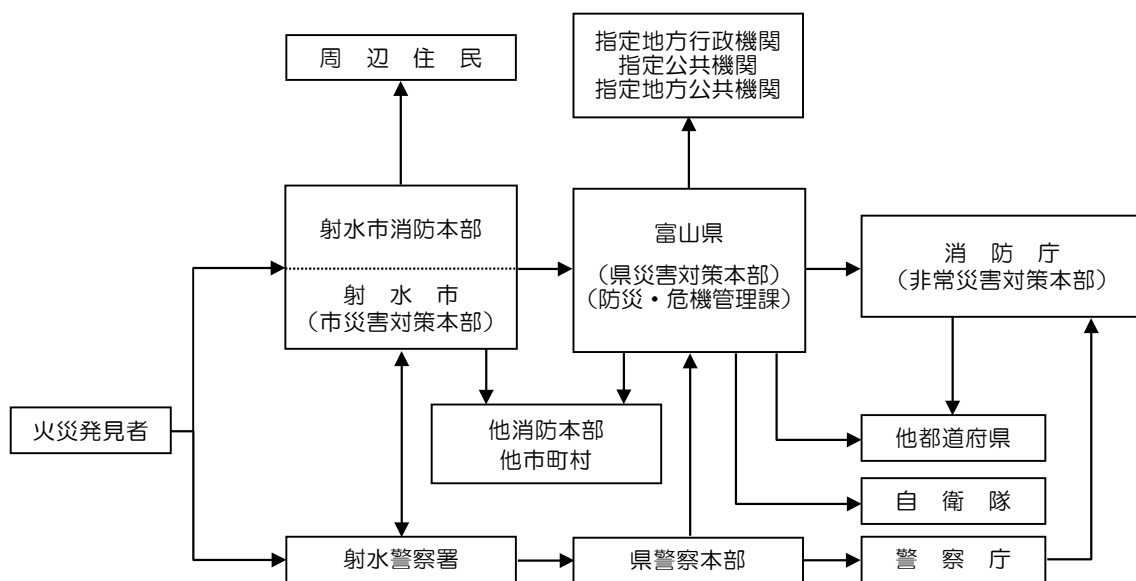 周 辺 住 民
指定地方行政機関
指定公共機関
指定地方公共機関
射水市消防本部
射 水 市
（市災害対策本部）
富山県
（県災害対策本部）
（防災・危機管理課）
消 防 庁
（非常災害対策本部）
火災発見者
他消防本部
他市町村
他都道府県
自 衛 隊
射水警察署
県警察本部
警 察 庁